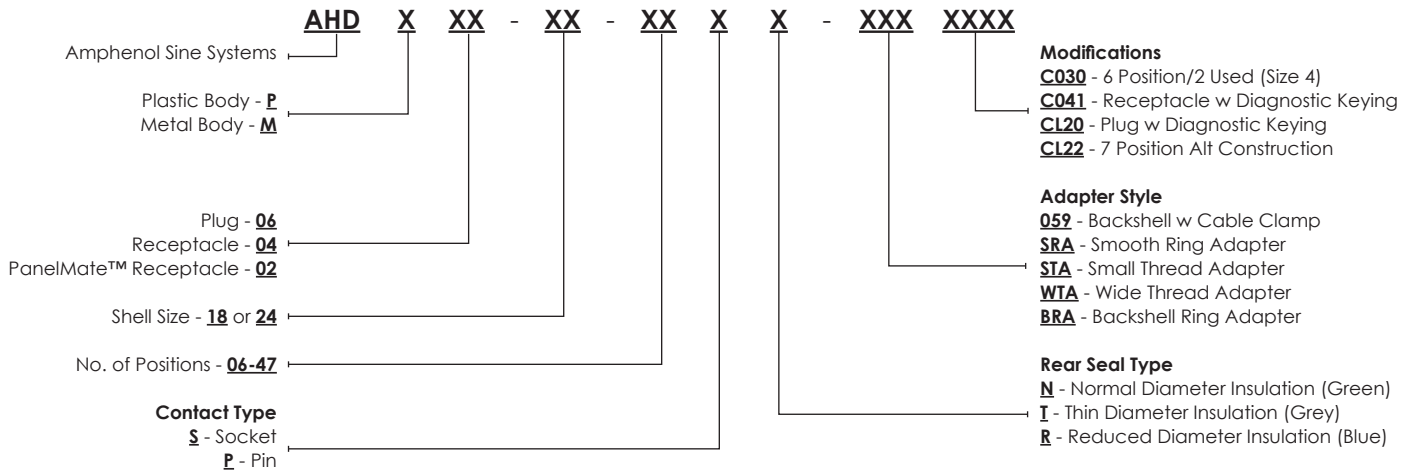 AHD X XX - XX - XX X X - XXX XXXX
Amphenol Sine Systems
Plastic Body - P
Metal Body - M
Plug - 06
Receptacle - 04
PanelMate™ Receptacle - 02
Shell Size - 18 or 24
No. of Positions - 06-47
Contact Type
S - Socket
P - Pin
Modifications
C030 - 6 Position/2 Used (Size 4)
C041 - Receptacle w Diagnostic Keying
CL20 - Plug w Diagnostic Keying
CL22 - 7 Position Alt Construction
Adapter Style
059 - Backshell w Cable Clamp
SRA - Smooth Ring Adapter
STA - Small Thread Adapter
WTA - Wide Thread Adapter
BRA - Backshell Ring Adapter
Rear Seal Type
N - Normal Diameter Insulation (Green)
T - Thin Diameter Insulation (Grey)
R - Reduced Diameter Insulation (Blue)